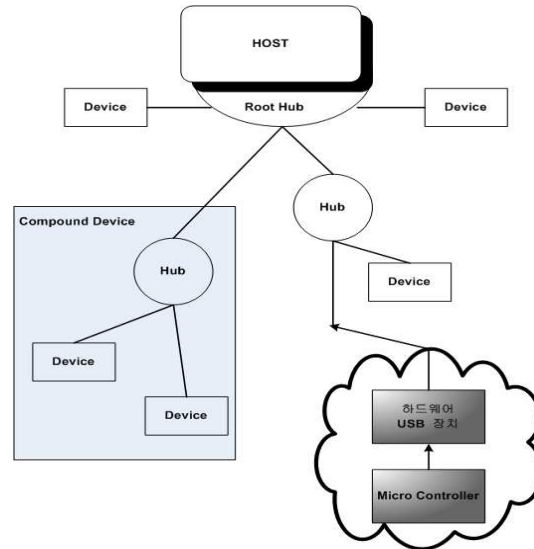 HOST
Root Hub
Device
Device
Hub
Compound Device
Hub
Device
Device
Device
하드웨어
USB 장치
Micro Controller